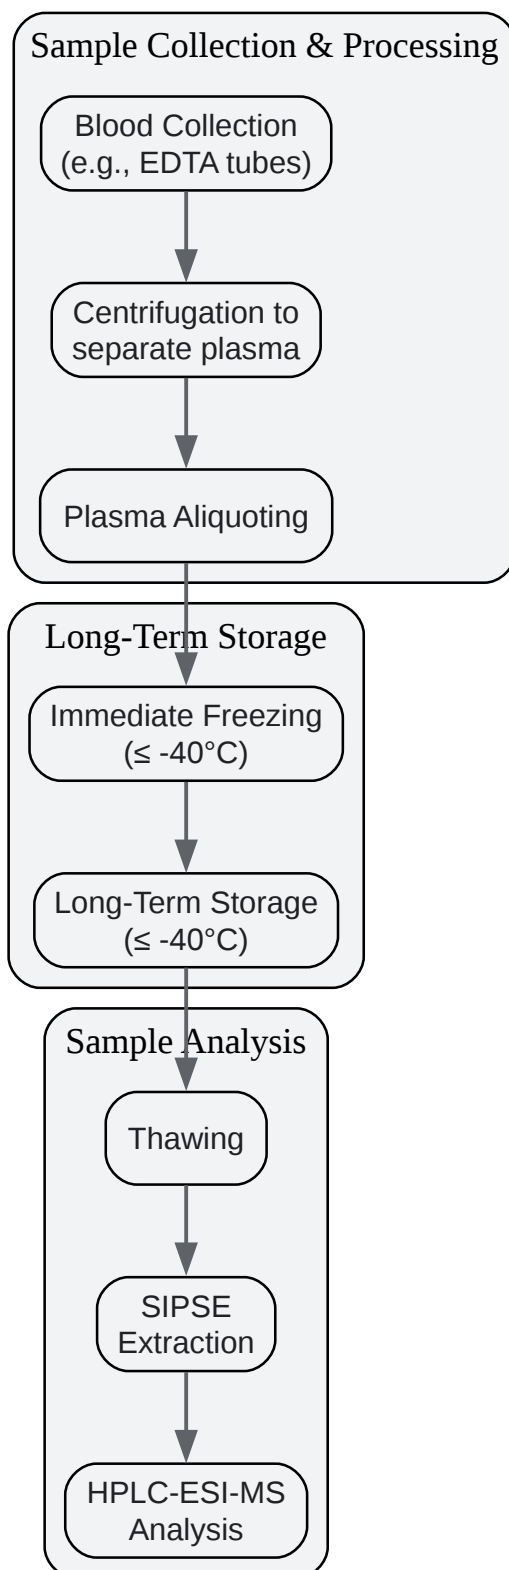 Sample Collection & Processing
Blood Collection
(e.g., EDTA tubes)
Centrifugation to
separate plasma
Plasma Aliquoting
Long-Term Storage
Immediate Freezing
(≤ -40°C)
Long-Term Storage
(≤ -40°C)
Sample Analysis
Thawing
SIPSE
Extraction
HPLC-ESI-MS
Analysis